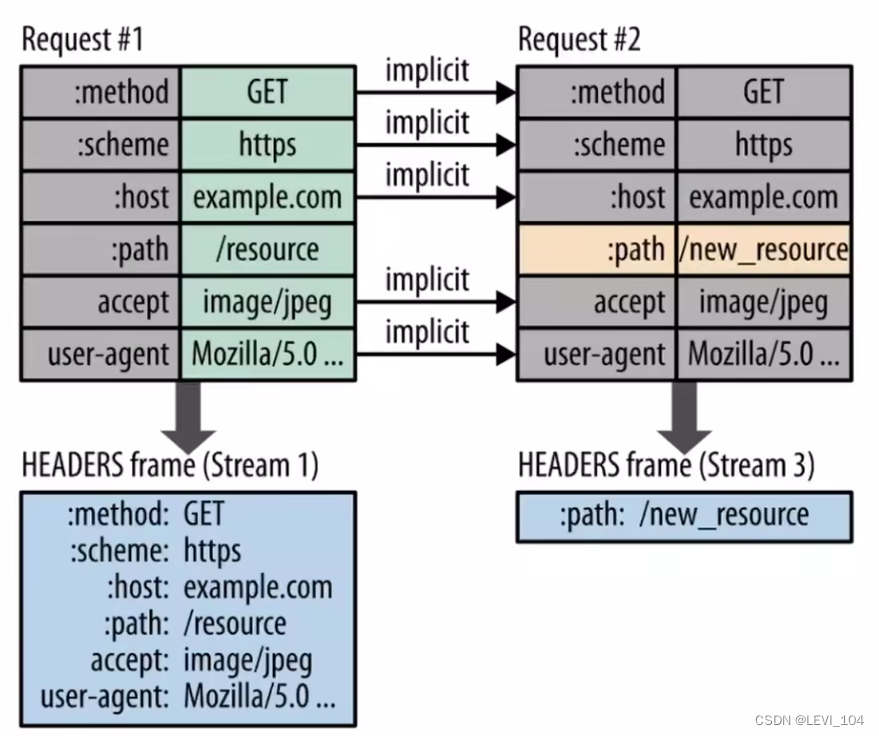 Request #1
:method GET
:scheme https
:host example.com
:path /resource
accept image/jpeg
user-agent Mozilla/5.0 ...
implicit
implicit
implicit
implicit
implicit
Request #2
:method GET
:scheme https
:host example.com
:path /new_resource
accept image/jpeg
user-agent Mozilla/5.0 ...
HEADERS frame (Stream 1)
:method: GET
:scheme: https
:host: example.com
:path: /resource
accept: image/jpeg
user-agent: Mozilla/5.0 ...
HEADERS frame (Stream 3)
:path: /new_resource
CSDN @LEVI_104